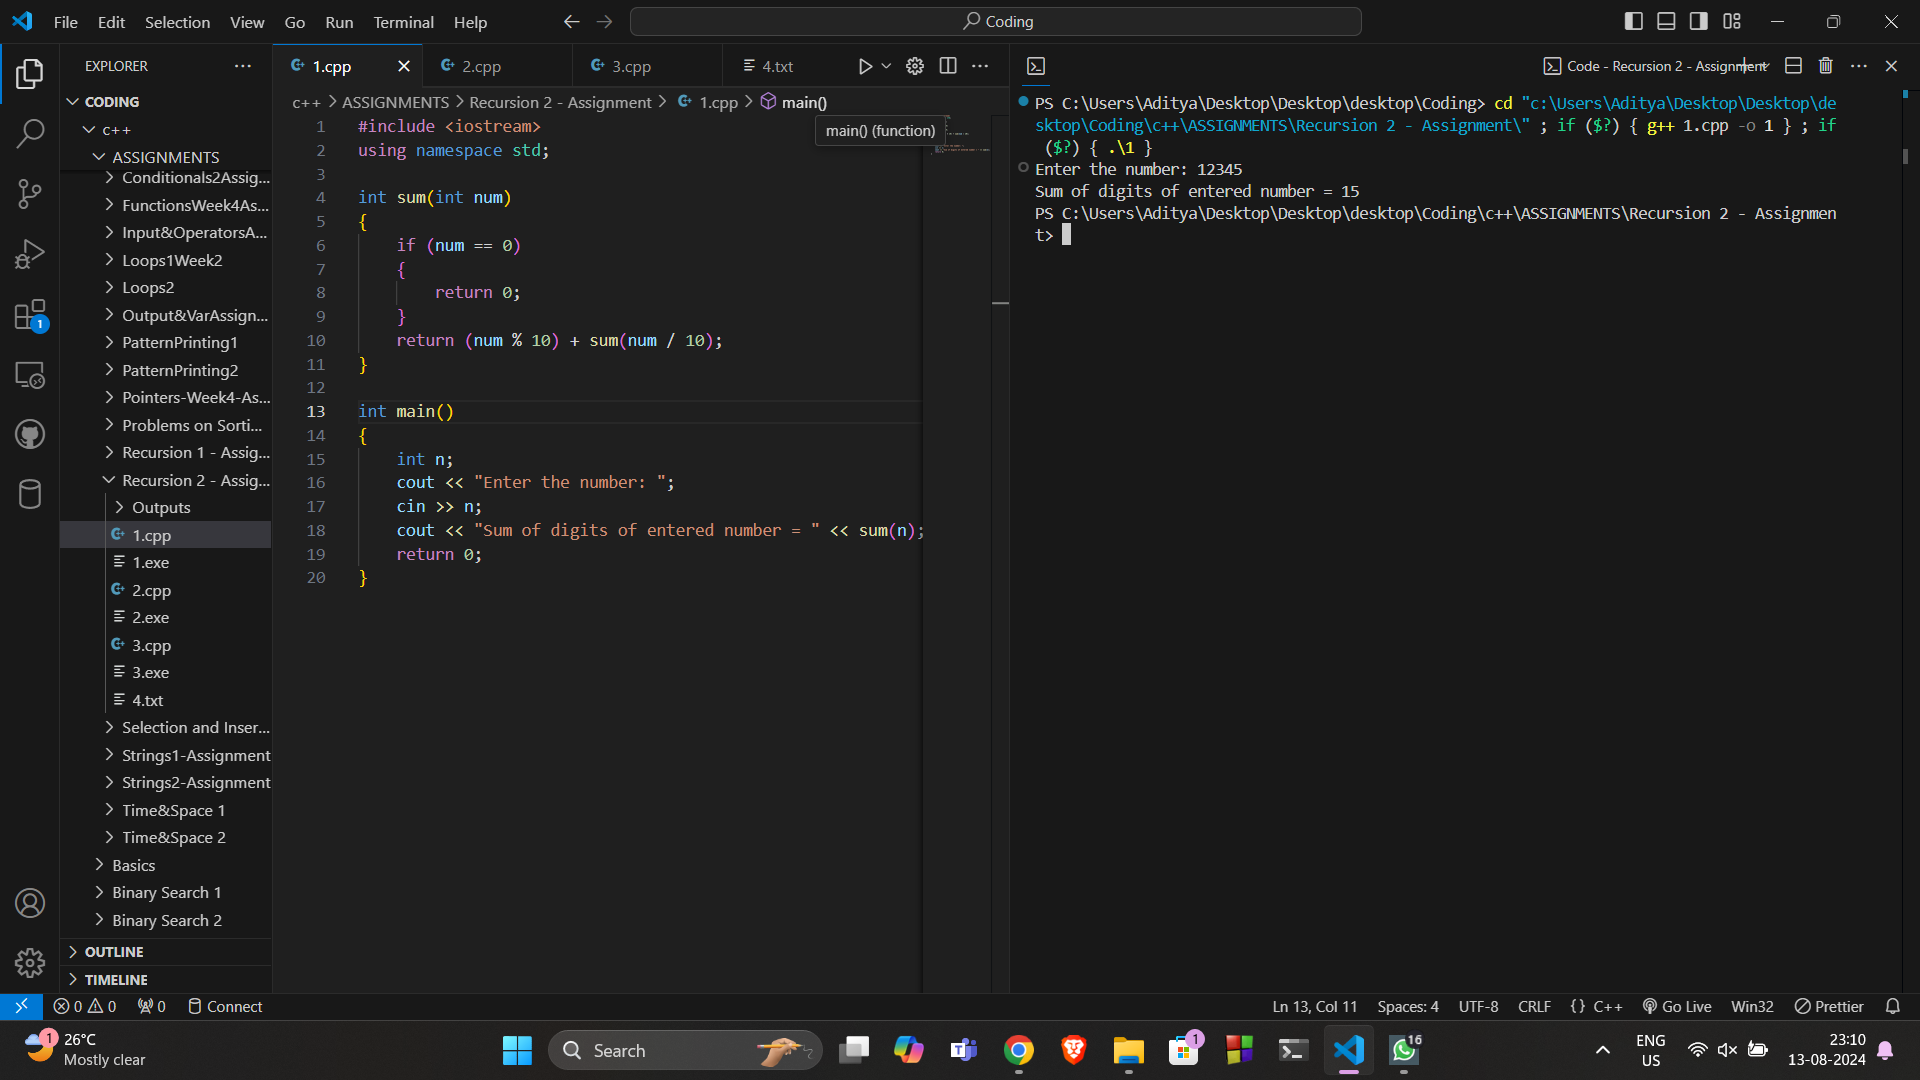 File Edit Selection View Go Run Terminal Help
Coding
EXPLORER
CODING
c++
ASSIGNMENTS
Conditionals2Assig...
FunctionsWeek4As...
Input&OperatorsA...
Loops1Week2
Loops2
Output&VarAssign...
PatternPrinting1
PatternPrinting2
Pointers-Week4-As...
Problems on Sorti...
Recursion 1 - Assig...
Recursion 2 - Assig...
Outputs
1.cpp
1.exe
2.cpp
2.exe
3.cpp
3.exe
4.txt
Selection and Inser...
Strings1-Assignment
Strings2-Assignment
Time&Space 1
Time&Space 2
Basics
Binary Search 1
Binary Search 2
OUTLINE
TIMELINE
1
1.cpp 2.cpp 3.cpp 4.txt
c++ > ASSIGNMENTS > Recursion 2 - Assignment > 1.cpp > main()
main() (function)
1 #include <iostream>
2 using namespace std;
3
4 int sum(int num)
5 {
6 if (num == 0)
7 {
8 return 0;
9 }
10 return (num % 10) + sum(num / 10);
11 }
12
13 int main()
14 {
15 int n;
16 cout << "Enter the number: ";
17 cin >> n;
18 cout << "Sum of digits of entered number = " << sum(n);
19 return 0;
20 }
Code - Recursion 2 - Assignment
PS C:\Users\Aditya\Desktop\Desktop\desktop\Coding> cd "c:\Users\Aditya\Desktop\Desktop\de
sktop\Coding\c++\ASSIGNMENTS\Recursion 2 - Assignment\" ; if ($?) { g++ 1.cpp -o 1 } ; if
($?) { .\1 }
Enter the number: 12345
Sum of digits of entered number = 15
PS C:\Users\Aditya\Desktop\Desktop\desktop\Coding\c++\ASSIGNMENTS\Recursion 2 - Assignmen
t>
0 0 0 Connect
Ln 13, Col 11 Spaces: 4 UTF-8 CRLF {} C++ Go Live Win32 Prettier
1 26°C
Mostly clear
Search
1
16
ENG
US
23:10
13-08-2024